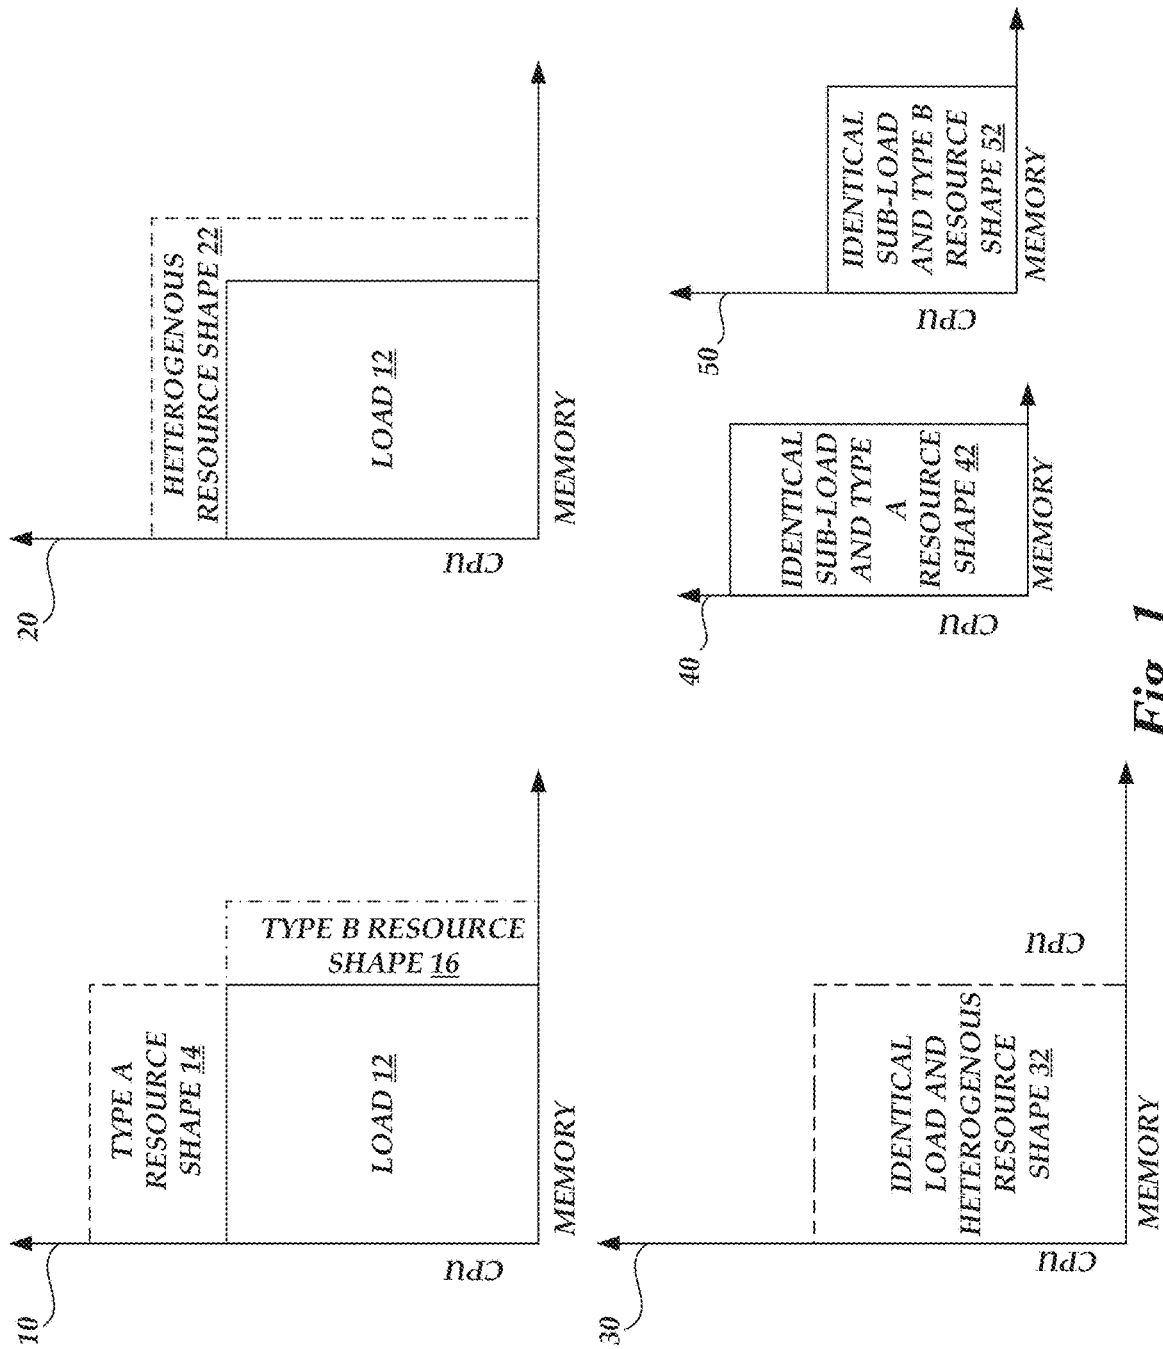 10
TYPE A
RESOURCE
SHAPE 14
TYPE B RESOURCE
SHAPE 16
LOAD 12
CPU
MEMORY
20
HETEROGENOUS
RESOURCE SHAPE 22
LOAD 12
CPU
MEMORY
30
IDENTICAL
LOAD AND
HETEROGENOUS
RESOURCE
SHAPE 32
CPU
CPU
MEMORY
40
IDENTICAL
SUB-LOAD
AND TYPE
A
RESOURCE
SHAPE 42
CPU
MEMORY
50
IDENTICAL
SUB-LOAD
AND TYPE B
RESOURCE
SHAPE 52
CPU
MEMORY
Fig. 1